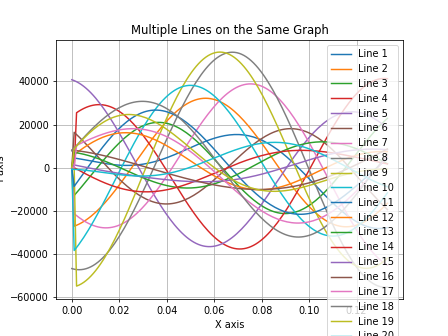 Multiple Lines on the Same Graph
40000
20000
0
−20000
−40000
−60000
0.00
0.02
0.04
0.06
0.08
0.10
X axis
Line 1
Line 2
Line 3
Line 4
Line 5
Line 6
Line 7
Line 8
Line 9
Line 10
Line 11
Line 12
Line 13
Line 14
Line 15
Line 16
Line 17
Line 18
Line 19
Line 20